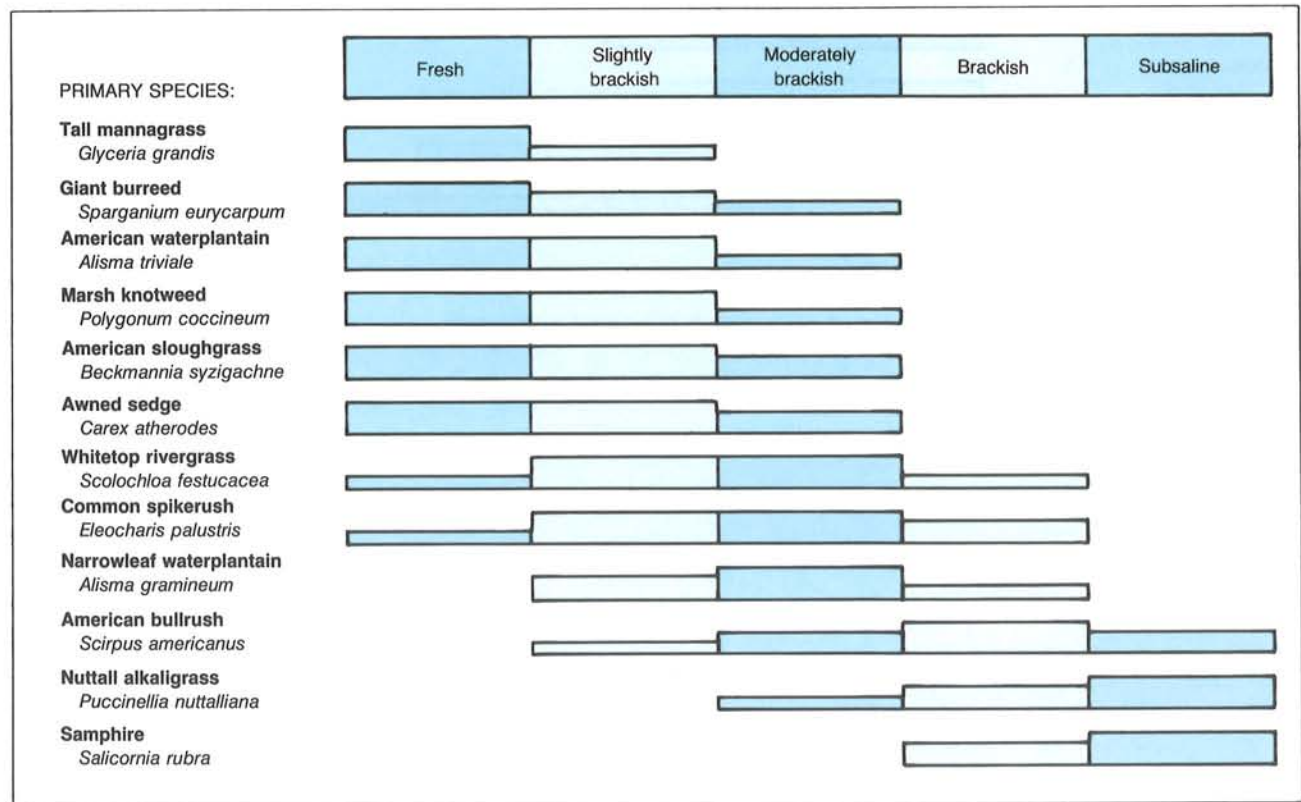 Fresh
Slightly
brackish
Moderately
brackish
Brackish
Subsaline
PRIMARY SPECIES:
Tall mannagrass
Glyceria grandis
Giant burreed
Sparganium eurycarpum
American waterplantain
Alisma triviale
Marsh knotweed
Polygonum coccineum
American sloughgrass
Beckmannia syzigachne
Awned sedge
Carex atherodes
Whitetop rivergrass
Scolochloa festucacea
Common spikerush
Eleocharis palustris
Narrowleaf waterplantain
Alisma gramineum
American bullrush
Scirpus americanus
Nuttall alkaligrass
Puccinellia nuttalliana
Samphire
Salicornia rubra